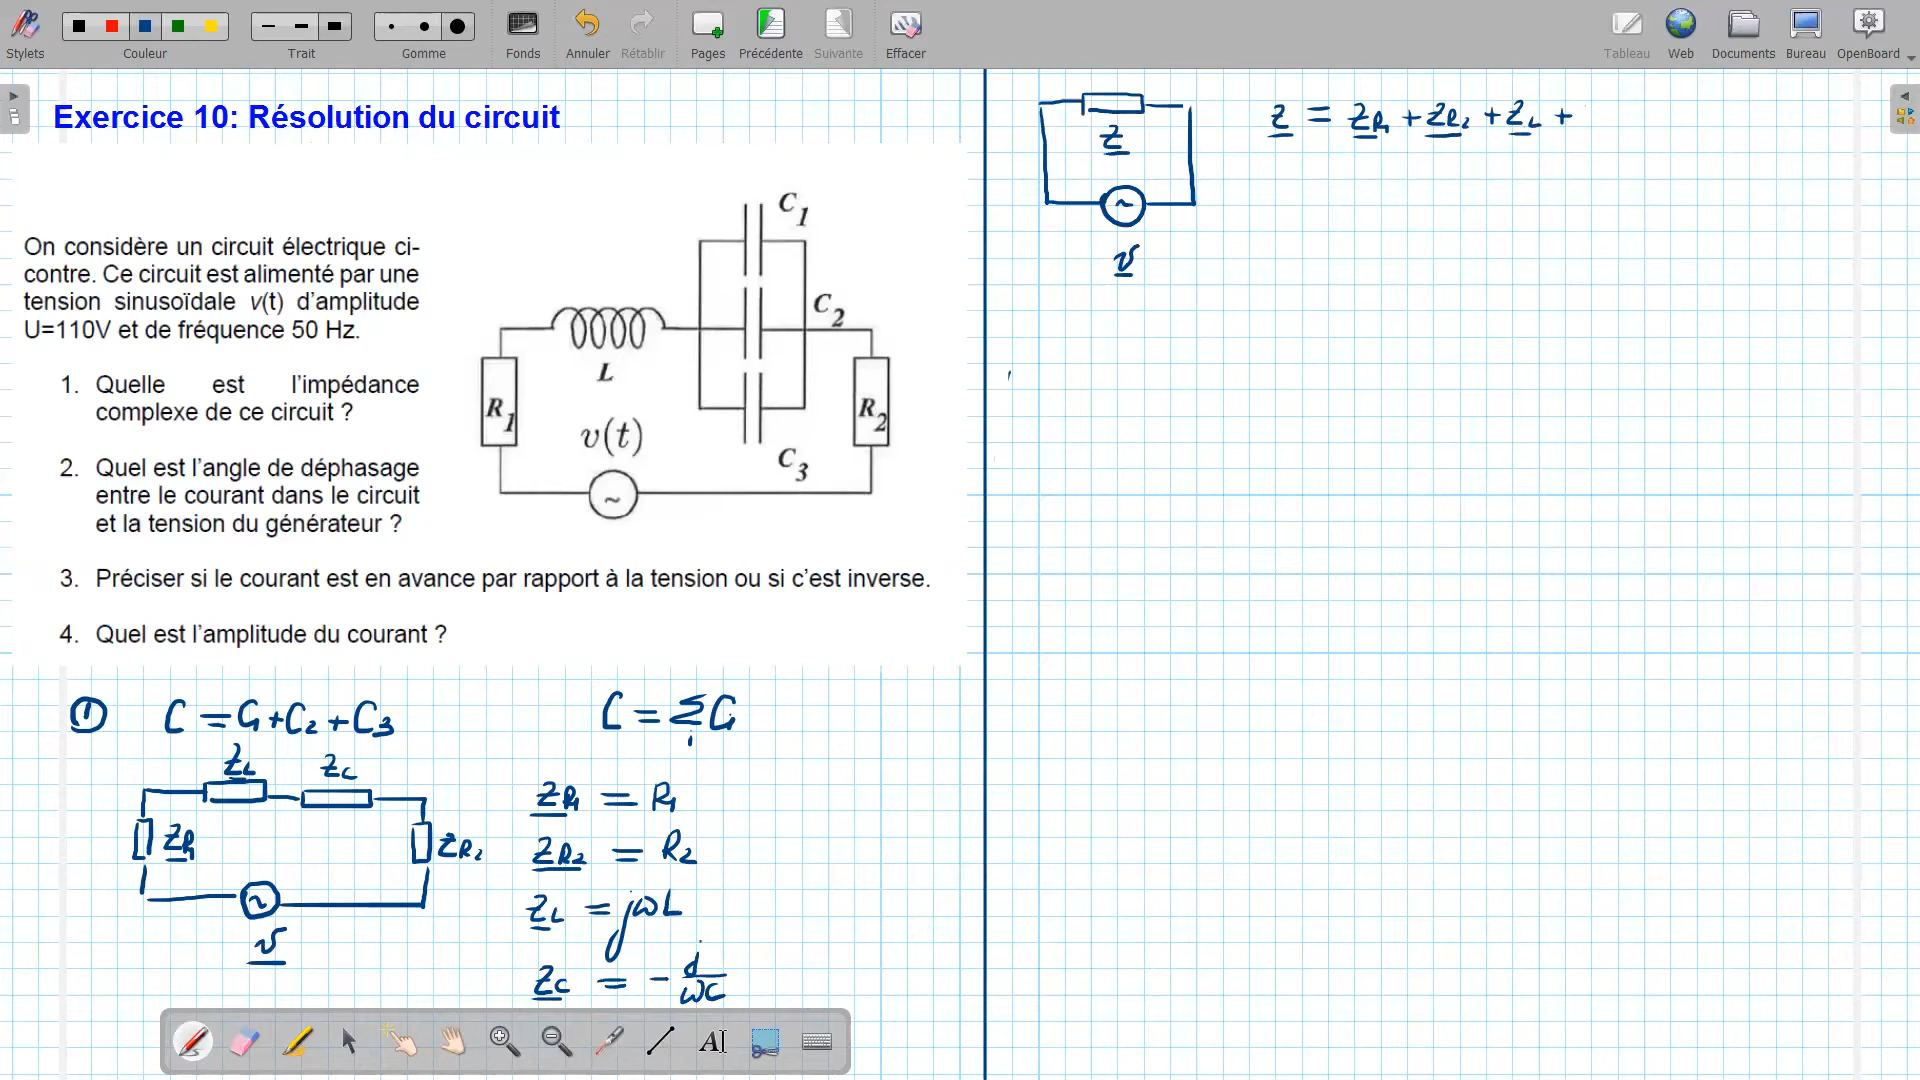 Stylets
Couleur
Trait
Gomme
Fonds
Annuler
Rétablir
Pages
Précédente
Suivante
Effacer
Tableau
Web
Documents
Bureau
OpenBoard
Exercice 10: Résolution du circuit
On considère un circuit électrique ci-
contre. Ce circuit est alimenté par une
tension sinusoïdale v(t) d’amplitude
U=110V et de fréquence 50 Hz.
1. Quelle est l’impédance
complexe de ce circuit ?
2. Quel est l’angle de déphasage
entre le courant dans le circuit
et la tension du générateur ?
3. Préciser si le courant est en avance par rapport à la tension ou si c’est inverse.
4. Quel est l’amplitude du courant ?
C1
C2
L
R1
R2
v(t)
~
C3
① C = C1 + C2 + C3
C = Σi Ci
ZL
ZC
ZR1
ZR2
~
v
ZR1 = R1
ZR2 = R2
ZL = jωL
ZC = - j/ωC
Z
~
v
Z = ZR1 + ZR2 + ZL +
AI